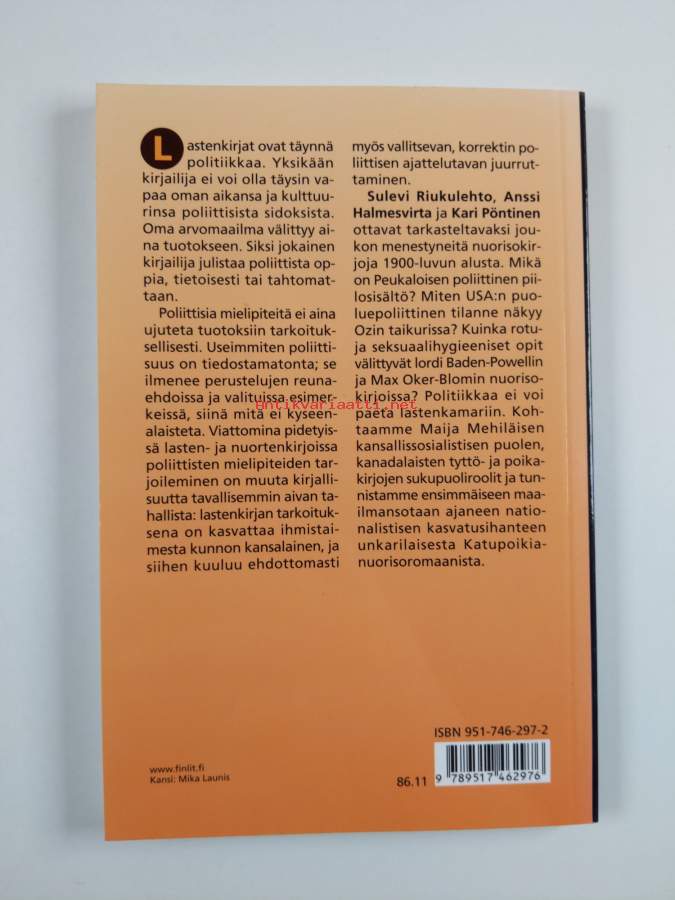 Lastenkirjat ovat täynnä
politiikkaa. Yksikään
kirjailija ei voi olla täysin va-
paa oman aikansa ja kulttuu-
rinsa poliittisista sidoksista.
Oma arvomaailma välittyy ai-
na tuotokseen. Siksi jokainen
kirjailija julistaa poliittista op-
pia, tietoisesti tai tahtomat-
taan.
Poliittisia mielipiteitä ei aina
ujuteta tuotoksiin tarkoituk-
sellisesti. Useimmiten poliitti-
suus on tiedostamatonta; se
ilmenee perustelujen reuna-
ehdoissa ja valituissa esimer-
keissä, siinä mitä ei kyseen-
alaisteta. Viattomina pidetyis-
sä lasten- ja nuortenkirjoissa
poliittisten mielipiteiden tar-
joileminen on muuta kirjalli-
suutta tavallisemmin aivan ta-
hallista: lastenkirjan tarkoituk-
sena on kasvattaa ihmistai-
mesta kunnon kansalainen, ja
siihen kuuluu ehdottomasti
myös vallitsevan, korrektin po-
liittisen ajattelutavan juurrut-
taminen.
Sulevi Riukulehto, Anssi
Halmesvirta ja Kari Pöntinen
ottavat tarkasteltavaksi jou-
kon menestyneitä nuorisokir-
joja 1900-luvun alusta. Mikä
on Peukaloisen poliittinen pii-
losisältö? Miten USA:n puo-
luepoliittinen tilanne näkyy
Ozin taikurissa? Kuinka rotu-
ja seksuaalihygieeniset opit
välittyvät lordi Baden-Powellin
ja Max Oker-Blomin nuoriso-
kirjoissa? Politiikkaa ei voi
paeta lastenkamariin. Koh-
taamme Maija Mehiläisen
kansallissosialistisen puolen,
kanadalaisten tyttö- ja poika-
kirjojen sukupuoliroolit ja tun-
nistamme ensimmäiseen maa-
ilmansotaan ajaneen natio-
nalistisen kasvatusihanteen
unkarilaisesta Katupoikia-
nuorisoromaanista.
Antikvariaatti.net
www.finlit.fi
Kansi: Mika Launis
ISBN 951-746-297-2
86.11
9 789517 462976